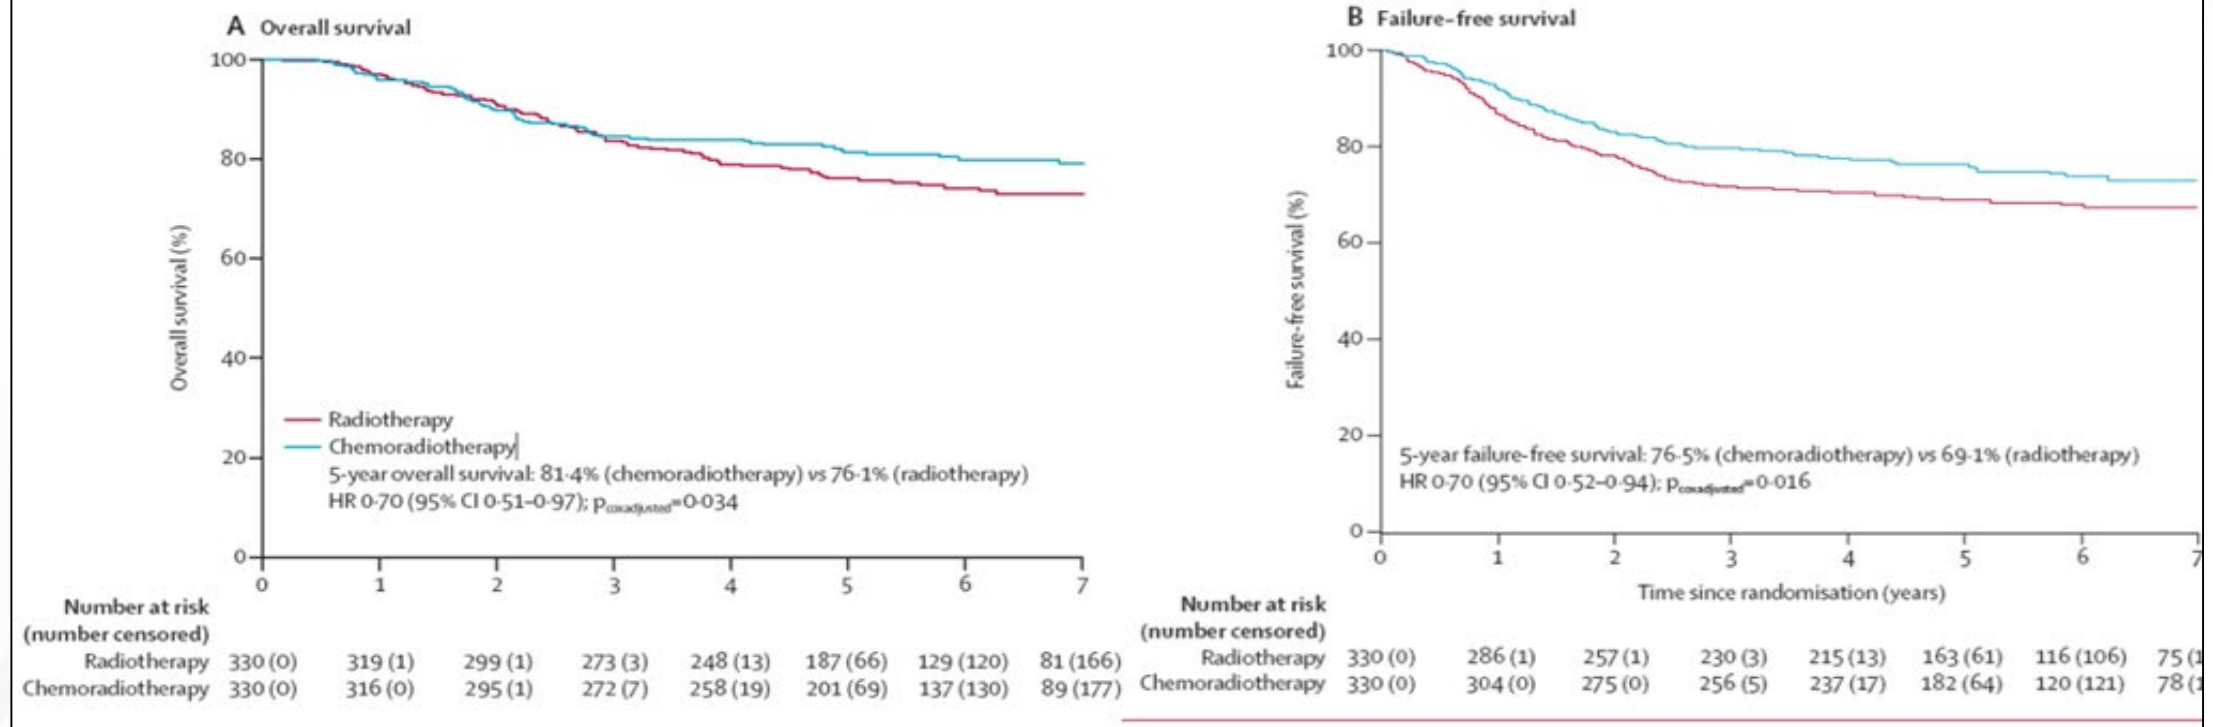 A Overall survival
100
80
60
40
20
0
Overall survival (%)
Radiotherapy
Chemoradiotherapy
5-year overall survival: 81·4% (chemoradiotherapy) vs 76·1% (radiotherapy)
HR 0·70 (95% CI 0·51–0·97); pcoxadjusted=0·034
0 1 2 3 4 5 6 7
Number at risk
(number censored)
Radiotherapy 330 (0) 319 (1) 299 (1) 273 (3) 248 (13) 187 (66) 129 (120) 81 (166)
Chemoradiotherapy 330 (0) 316 (0) 295 (1) 272 (7) 258 (19) 201 (69) 137 (130) 89 (177)
B Failure-free survival
100
80
60
40
20
0
Failure-free survival (%)
5-year failure-free survival: 76·5% (chemoradiotherapy) vs 69·1% (radiotherapy)
HR 0·70 (95% CI 0·52–0·94); pcoxadjusted=0·016
0 1 2 3 4 5 6 7
Time since randomisation (years)
Number at risk
(number censored)
Radiotherapy 330 (0) 286 (1) 257 (1) 230 (3) 215 (13) 163 (61) 116 (106) 75 (1
Chemoradiotherapy 330 (0) 304 (0) 275 (0) 256 (5) 237 (17) 182 (64) 120 (121) 78 (1